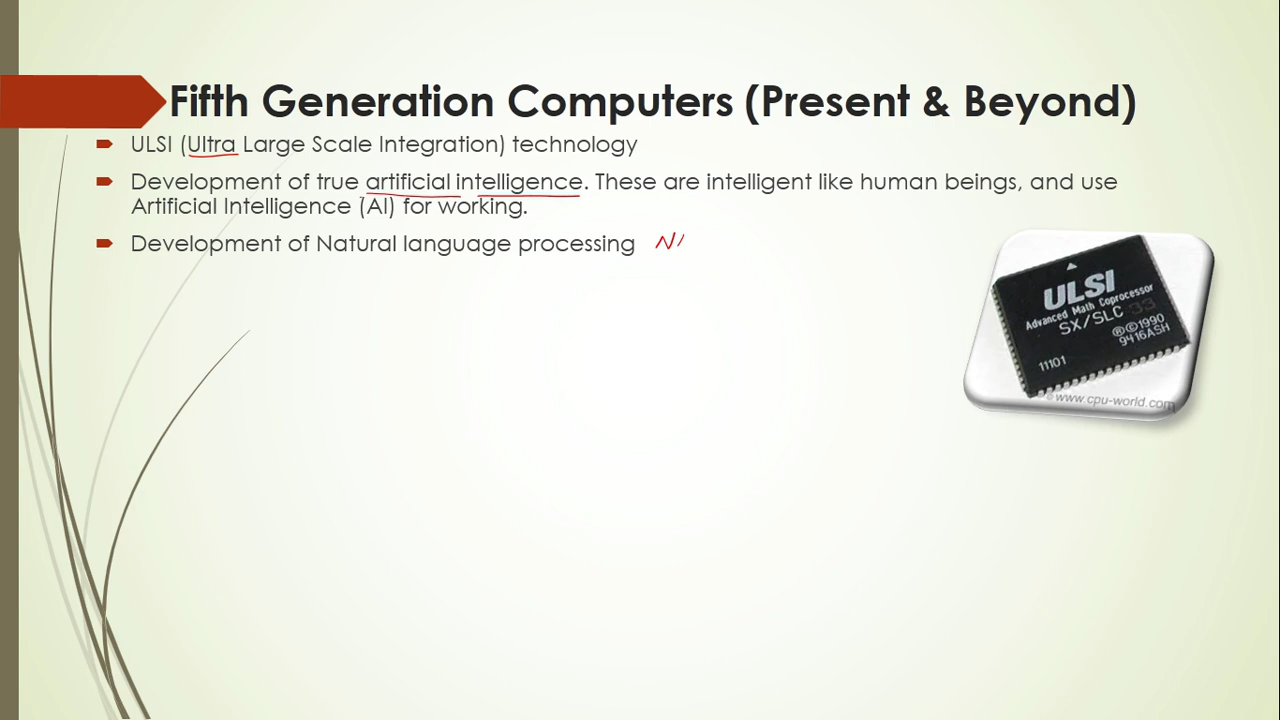 Fifth Generation Computers (Present & Beyond)
ULSI (Ultra Large Scale Integration) technology
Development of true artificial intelligence. These are intelligent like human beings, and use
Artificial Intelligence (AI) for working.
Development of Natural language processing N/
ULSI
Advanced Math Coprocessor
SX/SLC 33
®©1990
9416ASH
11101
©www.cpu-world.com